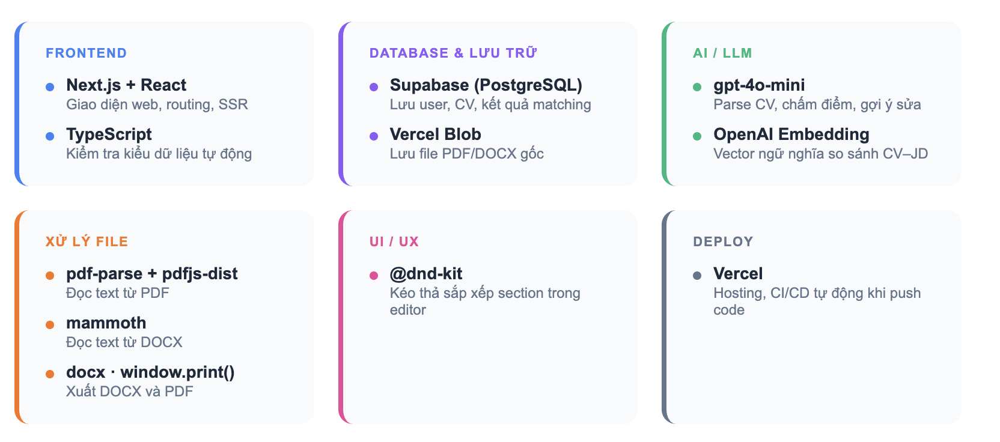 FRONTEND
Next.js + React
Giao diện web, routing, SSR
TypeScript
Kiểm tra kiểu dữ liệu tự động
DATABASE & LƯU TRỮ
Supabase (PostgreSQL)
Lưu user, CV, kết quả matching
Vercel Blob
Lưu file PDF/DOCX gốc
AI / LLM
gpt-4o-mini
Parse CV, chấm điểm, gợi ý sửa
OpenAI Embedding
Vector ngữ nghĩa so sánh CV–JD
XỬ LÝ FILE
pdf-parse + pdfjs-dist
Đọc text từ PDF
mammoth
Đọc text từ DOCX
docx · window.print()
Xuất DOCX và PDF
UI / UX
@dnd-kit
Kéo thả sắp xếp section trong
editor
DEPLOY
Vercel
Hosting, CI/CD tự động khi push
code